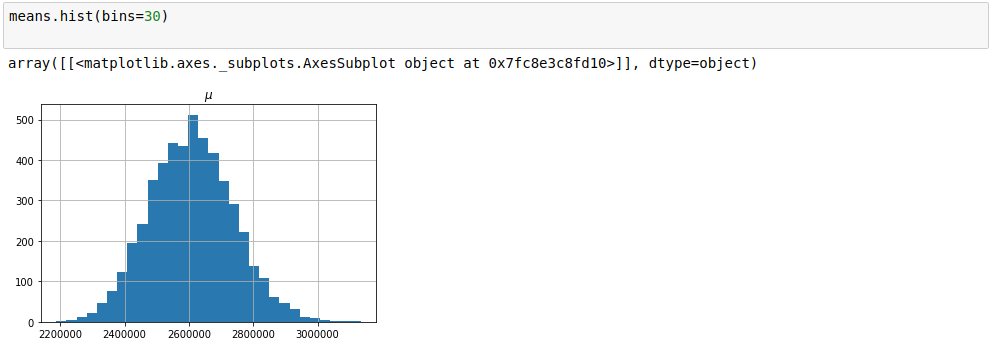 means.hist(bins=30)
array([[<matplotlib.axes._subplots.AxesSubplot object at 0x7fc8e3c8fd10>]], dtype=object)
μ
500
400
300
200
100
0
2200000 2400000 2600000 2800000 3000000